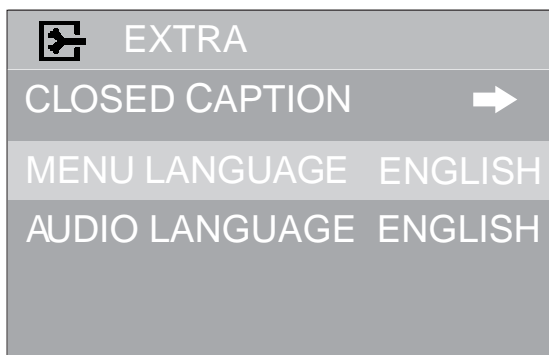 EXTRA
CLOSED CAPTION
MENU LANGUAGE ENGLISH
AUDIO LANGUAGE ENGLISH